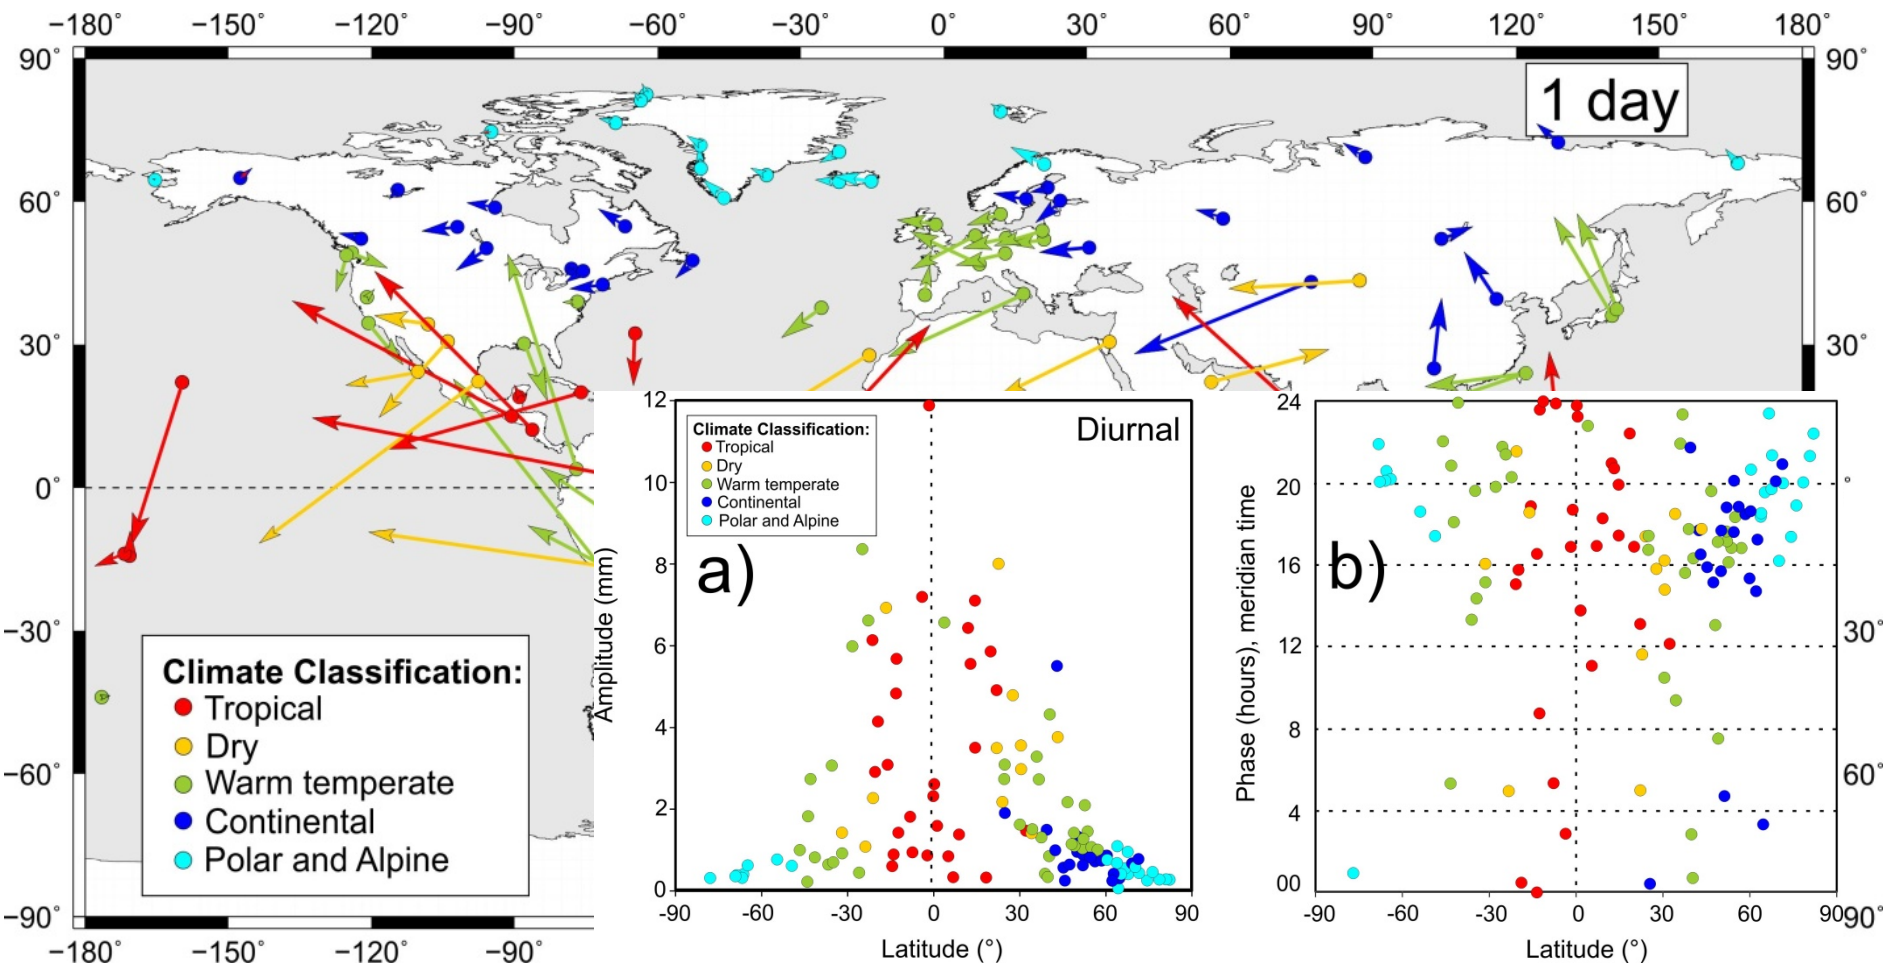 −180° −150° −120° −90° −60° −30° 0° 30° 60° 90° 120° 150° 180°
90° 90°
1 day
60° 60°
30° 30°
0° °
−30° 30°
−60° 60°
−90° 90°
−180° −150° −120° −90°
Climate Classification:
Tropical
Dry
Warm temperate
Continental
Polar and Alpine
12
10
8
6
4
2
0
Amplitude (mm)
Climate Classification:
Tropical
Dry
Warm temperate
Continental
Polar and Alpine
Diurnal
a)
-90 -60 -30 0 30 60 90
Latitude (°)
24
20
16
12
8
4
00
Phase (hours), meridian time
b)
-90 -60 -30 0 30 60 90
Latitude (°)